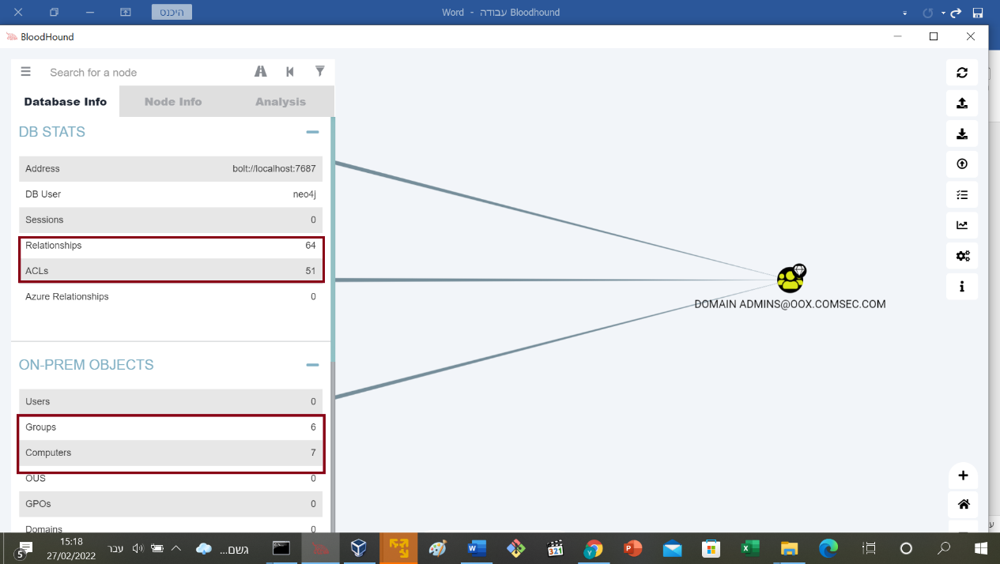 היכנס
Word - עבודה Bloodhound
BloodHound
Search for a node
Database Info
Node Info
Analysis
DB STATS
Address
bolt://localhost:7687
DB User
neo4j
Sessions
0
Relationships
64
ACLs
51
Azure Relationships
0
ON-PREM OBJECTS
Users
0
Groups
6
Computers
7
OUS
0
GPOs
0
Domains
0
DOMAIN ADMINS@OOX.COMSEC.COM
5
15:18
27/02/2022
עבר
גשם...
321